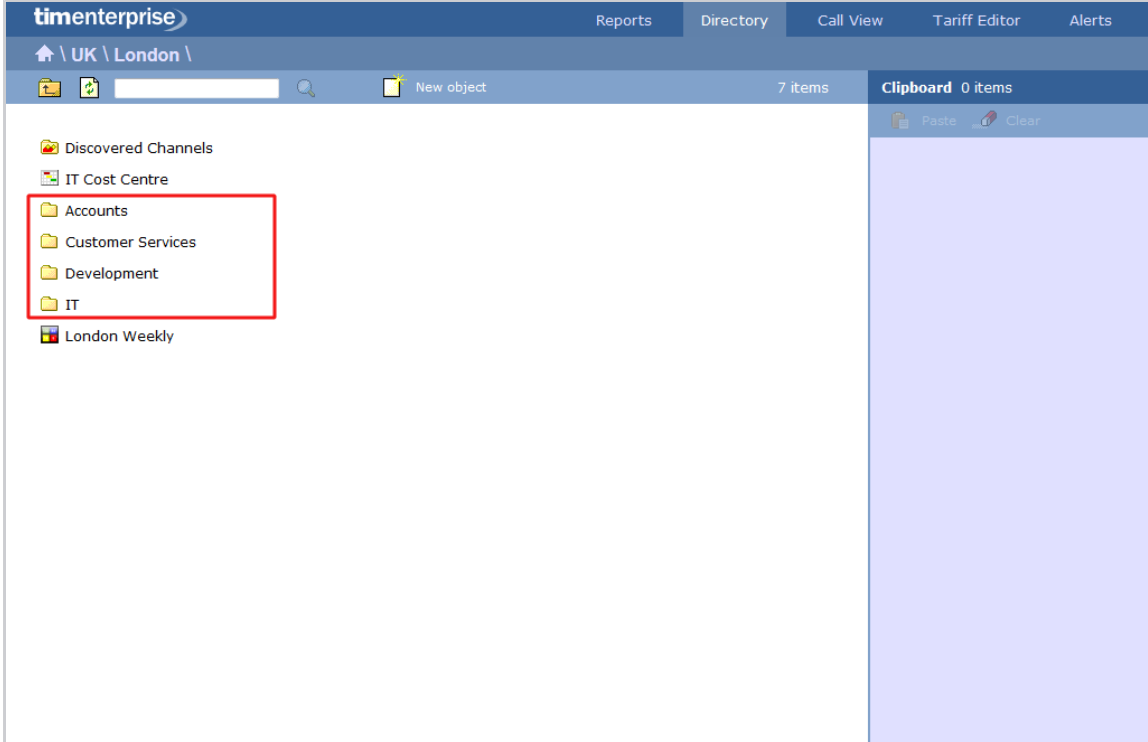 timenterprise Reports Directory Call View Tariff Editor Alerts
\ UK \ London \
New object 7 items Clipboard 0 items
Paste Clear
Discovered Channels
IT Cost Centre
Accounts
Customer Services
Development
IT
London Weekly